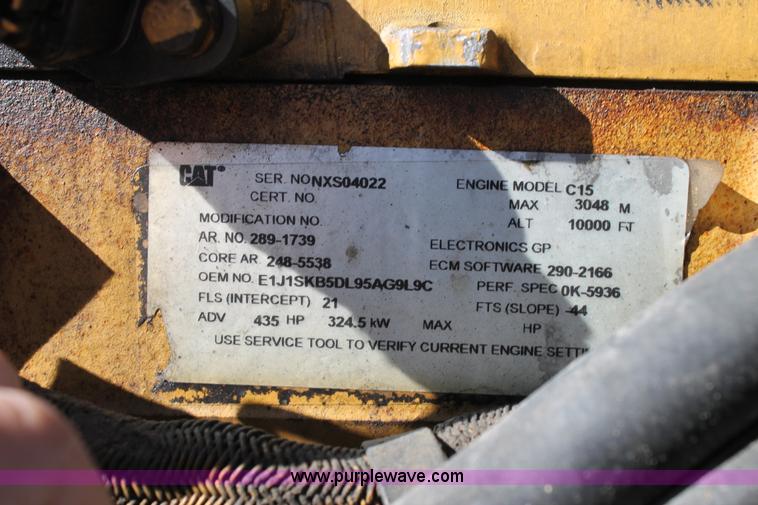 CAT SER. NO NXS04022 ENGINE MODEL C15
CERT. NO. MAX 3048 M
MODIFICATION NO. ALT 10000 FT
AR. NO. 289-1739 ELECTRONICS GP
CORE AR 248-5538 ECM SOFTWARE 290-2166
OEM NO. E1J1SKB5DL95AG9L9C PERF. SPEC 0K-5936
FLS (INTERCEPT) 21 FTS (SLOPE) -44
ADV 435 HP 324.5 kW MAX HP
USE SERVICE TOOL TO VERIFY CURRENT ENGINE
www.purplewave.com